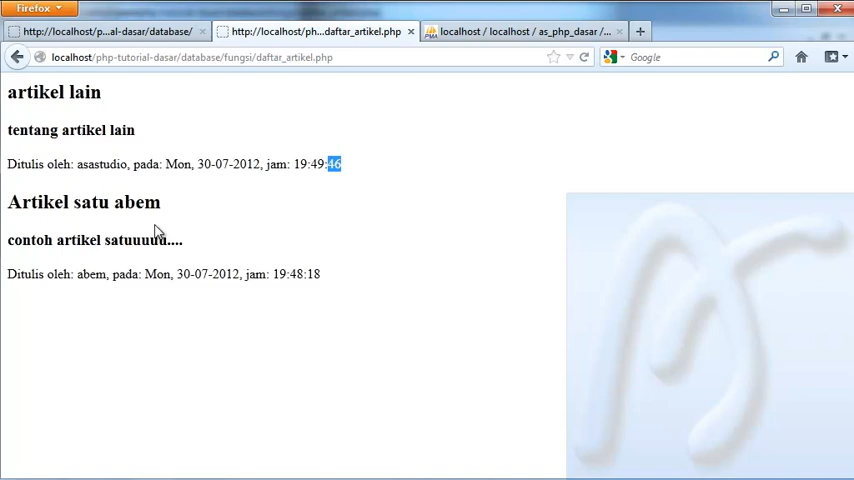 Firefox
http://localhost/p...al-dasar/database/
http://localhost/ph...daftar_artikel.php
PMA localhost / localhost / as_php_dasar /...
localhost/php-tutorial-dasar/database/fungsi/daftar_artikel.php
Google
artikel lain
tentang artikel lain
Ditulis oleh: asastudio, pada: Mon, 30-07-2012, jam: 19:49:46
Artikel satu abem
contoh artikel satuuuuu....
Ditulis oleh: abem, pada: Mon, 30-07-2012, jam: 19:48:18